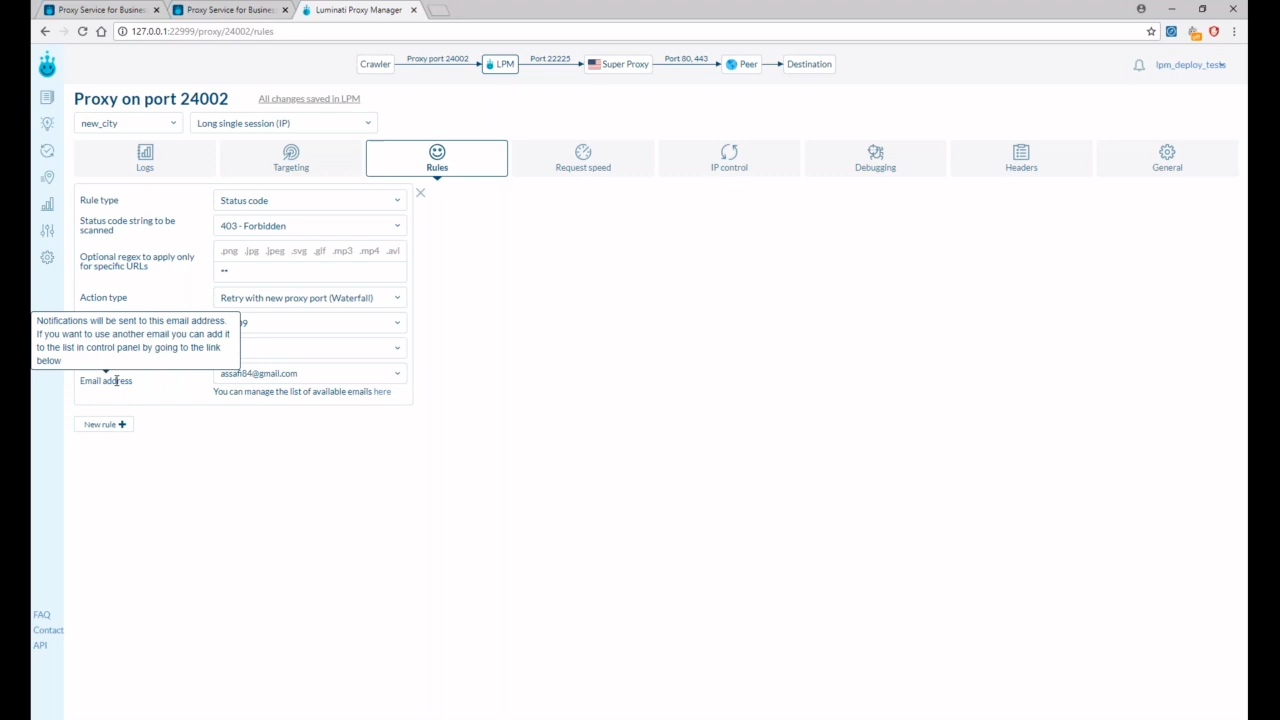 Proxy Service for Busines
Proxy Service for Busines
Luminati Proxy Manager
127.0.0.1:22999/proxy/24002/rules
Crawler
Proxy port 24002
LPM
Port 22225
Super Proxy
Port 80, 443
Peer
Destination
lpm_deploy_tests
Proxy on port 24002
All changes saved in LPM
new_city
Long single session (IP)
Logs
Targeting
Rules
Request speed
IP control
Debugging
Headers
General
Rule type
Status code
Status code string to be
scanned
403 - Forbidden
Optional regex to apply only
for specific URLs
.png .jpg .jpeg .svg .gif .mp3 .mp4 .avi
""
Action type
Retry with new proxy port (Waterfall)
Notifications will be sent to this email address.
If you want to use another email you can add it
to the list in control panel by going to the link
below
Email address
assafi84@gmail.com
You can manage the list of available emails here
New rule +
FAQ
Contact
API